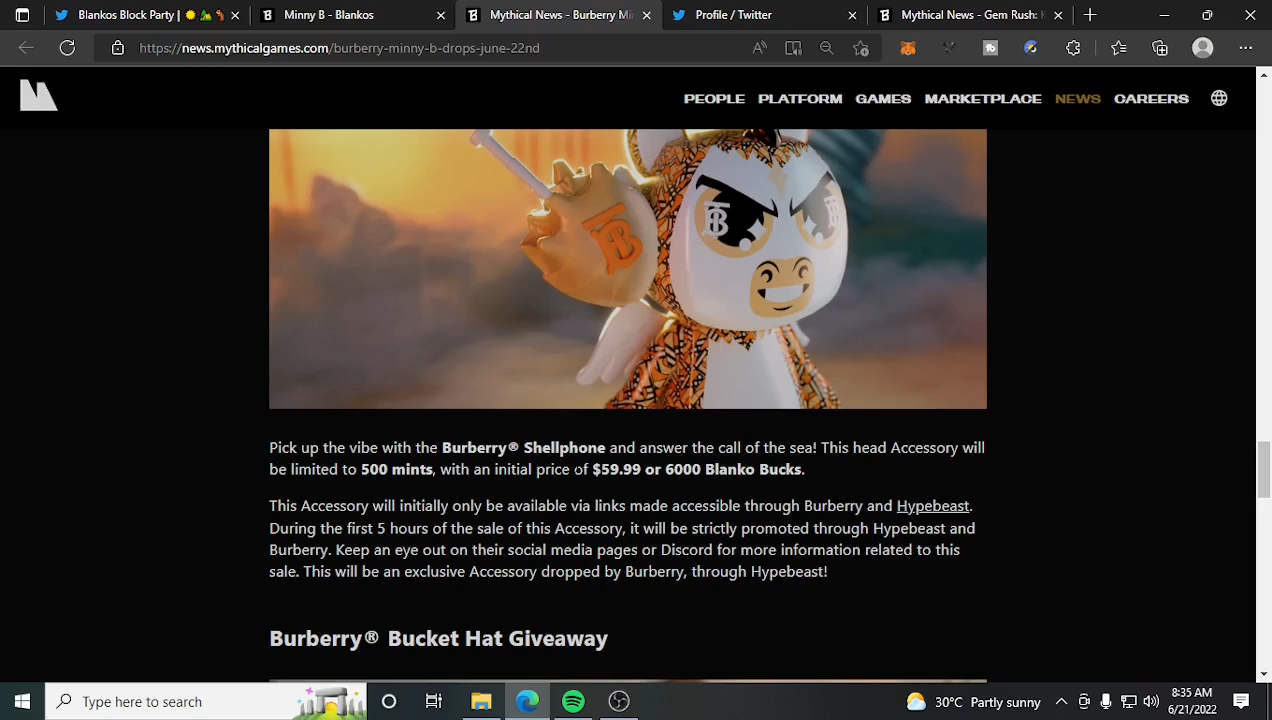 Blankos Block Party |
Minny B - Blankos
Mythical News - Burberry Mi
Profile / Twitter
Mythical News - Gem Rush:
https://news.mythicalgames.com/burberry-minny-b-drops-june-22nd
PEOPLE PLATFORM GAMES MARKETPLACE NEWS CAREERS
Pick up the vibe with the Burberry® Shellphone and answer the call of the sea! This head Accessory will
be limited to 500 mints, with an initial price of $59.99 or 6000 Blanko Bucks.
This Accessory will initially only be available via links made accessible through Burberry and Hypebeast.
During the first 5 hours of the sale of this Accessory, it will be strictly promoted through Hypebeast and
Burberry. Keep an eye out on their social media pages or Discord for more information related to this
sale. This will be an exclusive Accessory dropped by Burberry, through Hypebeast!
Burberry® Bucket Hat Giveaway
Type here to search
30°C Partly sunny
8:35 AM
6/21/2022